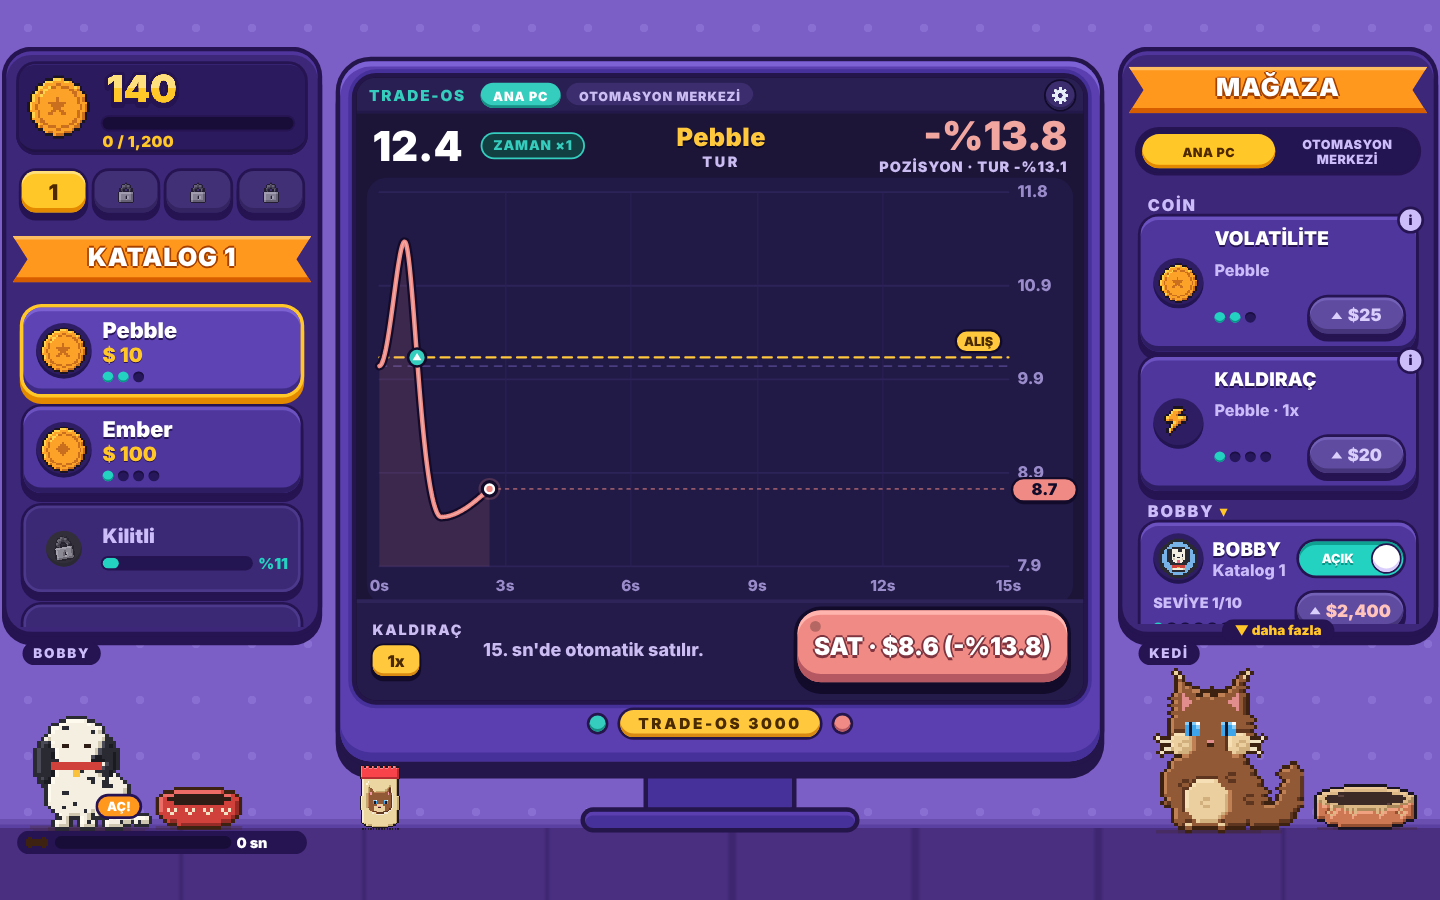 140
0 / 1,200
1
KATALOG 1
Pebble
$ 10
Ember
$ 100
Kilitli
%11
BOBBY
AÇ!
0 sn
TRADE-OS
ANA PC
OTOMASYON MERKEZİ
12.4
ZAMAN ×1
Pebble
TUR
-%13.8
POZİSYON · TUR -%13.1
11.8
10.9
ALIŞ
9.9
8.9
8.7
7.9
0s
3s
6s
9s
12s
15s
KALDIRAÇ
1x
15. sn'de otomatik satılır.
SAT · $8.6 (-%13.8)
TRADE-OS 3000
MAĞAZA
ANA PC
OTOMASYON
MERKEZİ
COİN
i
VOLATİLİTE
Pebble
$25
i
KALDIRAÇ
Pebble · 1x
$20
BOBBY
BOBBY
Katalog 1
AÇIK
SEVİYE 1/10
$2,400
daha fazla
KEDİ